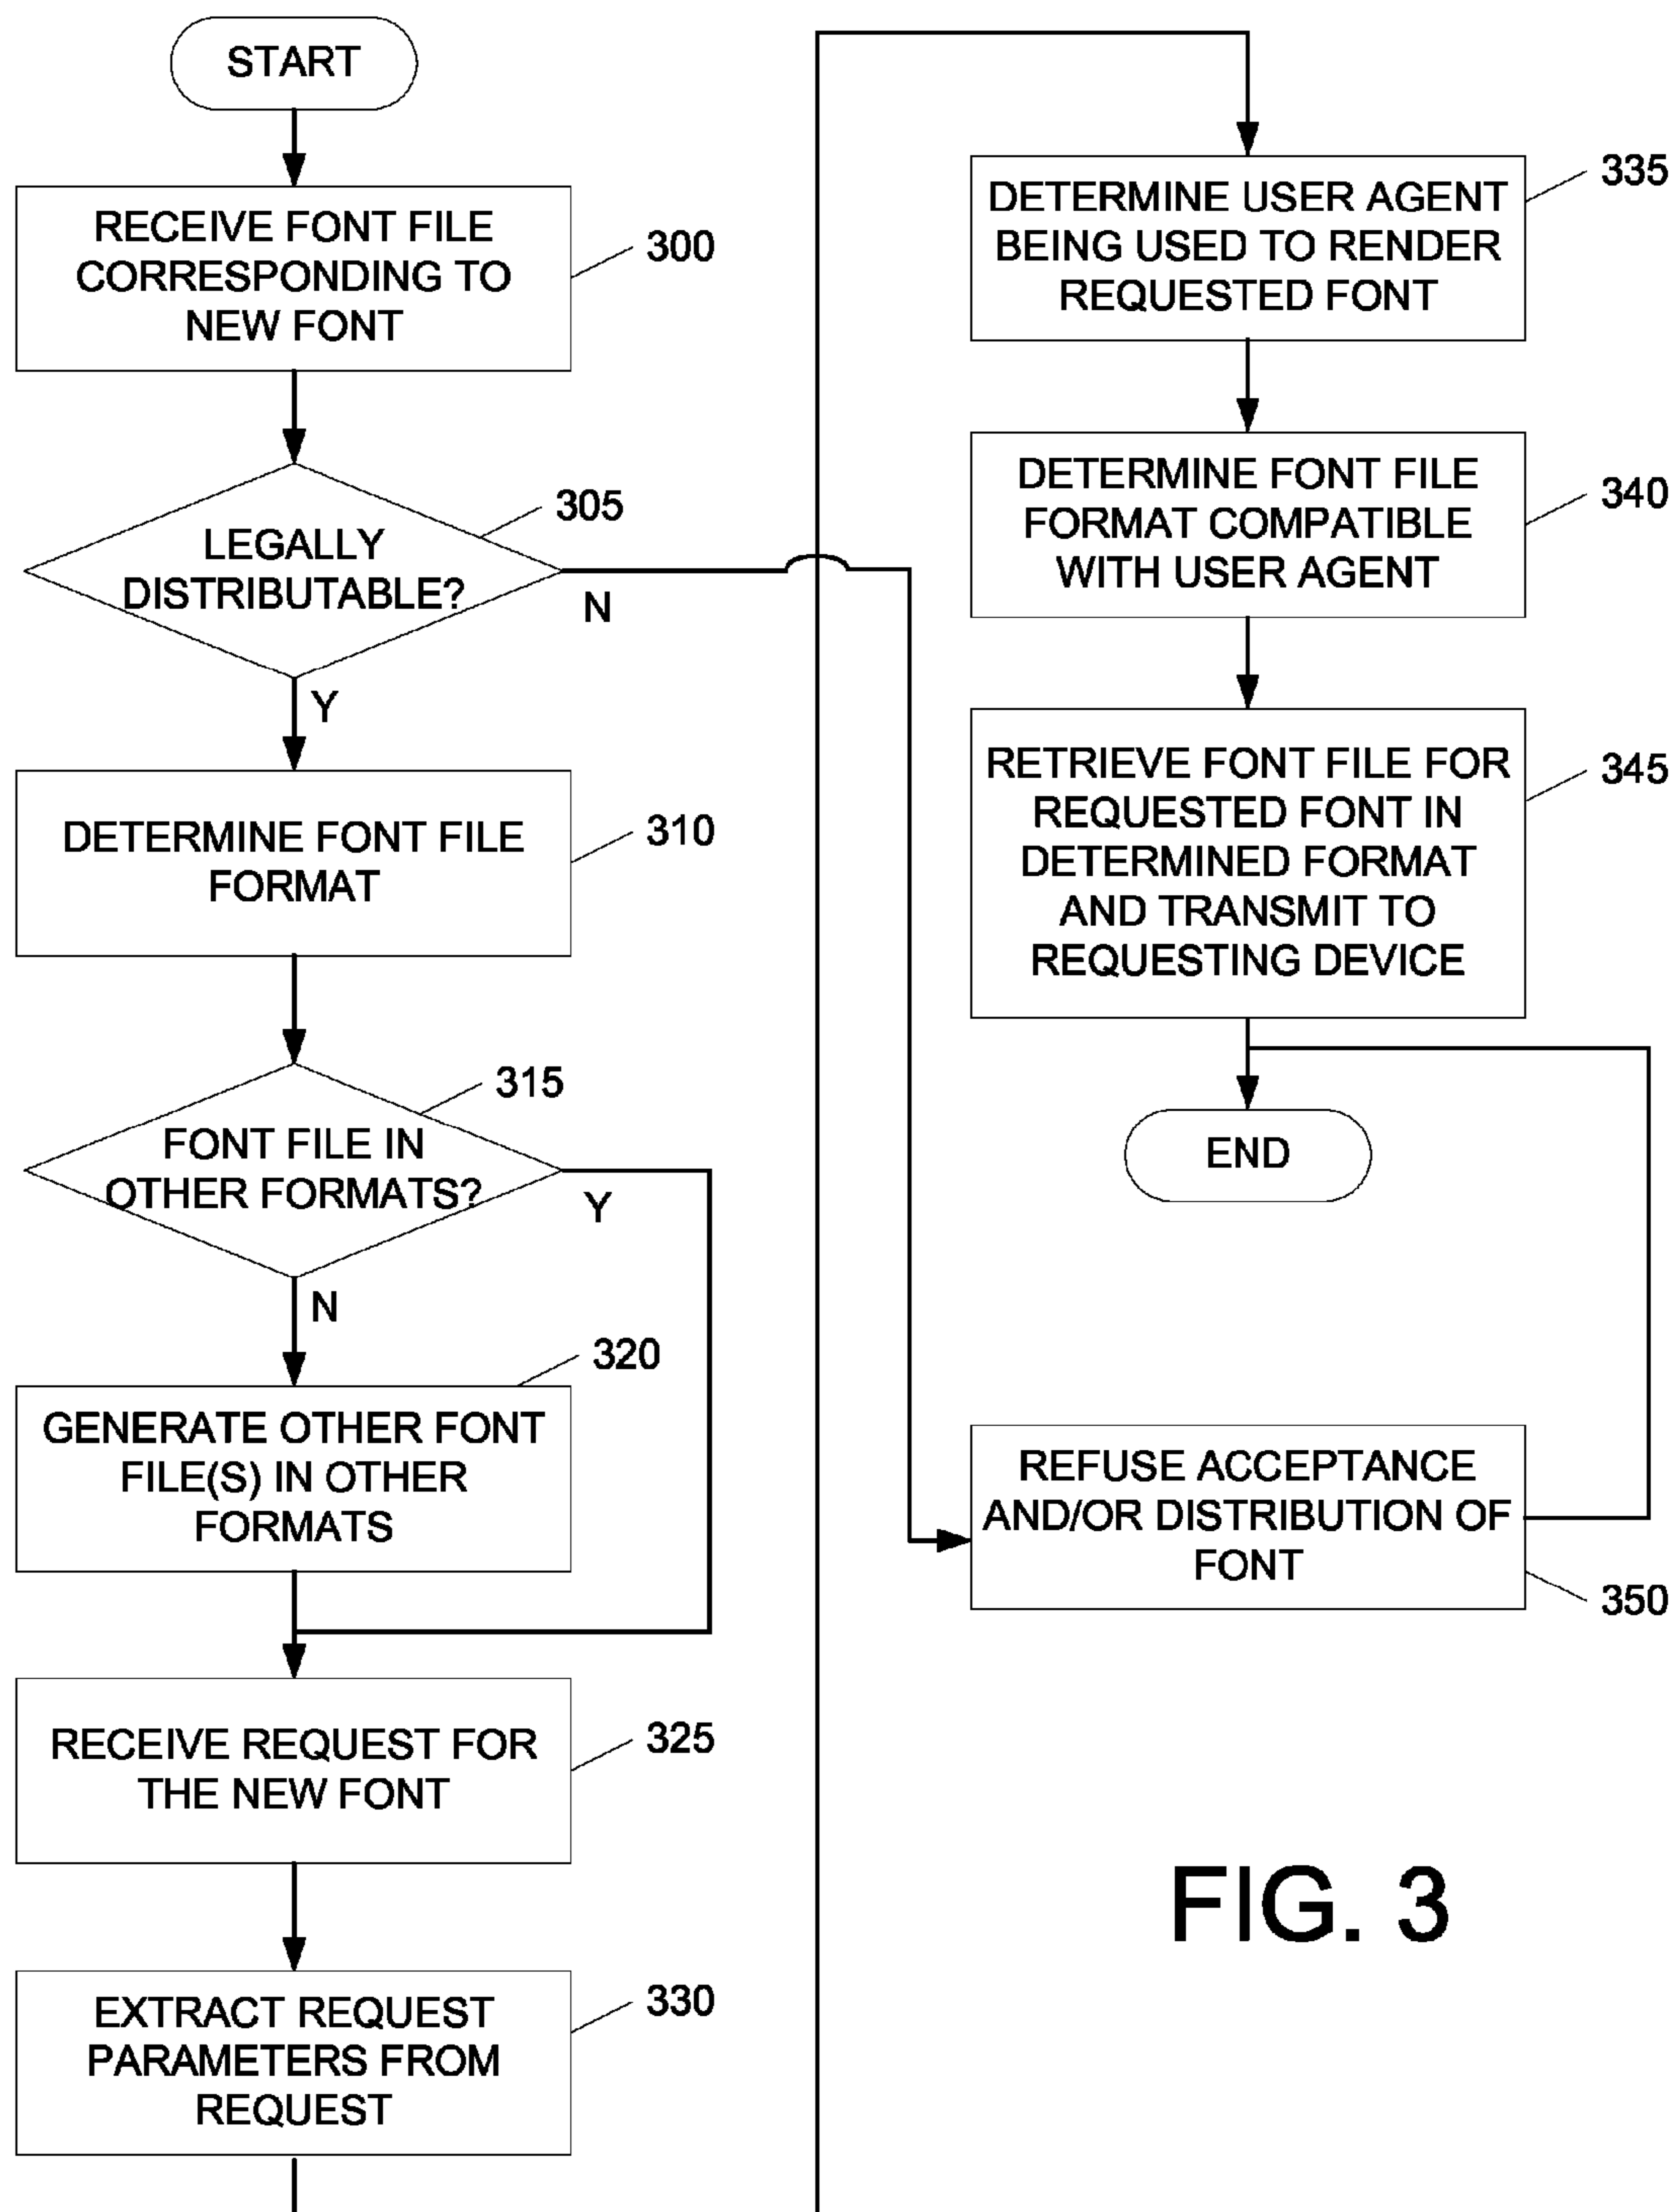 START
RECEIVE FONT FILE
CORRESPONDING TO
NEW FONT
300
LEGALLY
DISTRIBUTABLE?
305
N
Y
DETERMINE FONT FILE
FORMAT
310
FONT FILE IN
OTHER FORMATS?
315
Y
N
GENERATE OTHER FONT
FILE(S) IN OTHER
FORMATS
320
RECEIVE REQUEST FOR
THE NEW FONT
325
EXTRACT REQUEST
PARAMETERS FROM
REQUEST
330
DETERMINE USER AGENT
BEING USED TO RENDER
REQUESTED FONT
335
DETERMINE FONT FILE
FORMAT COMPATIBLE
WITH USER AGENT
340
RETRIEVE FONT FILE FOR
REQUESTED FONT IN
DETERMINED FORMAT
AND TRANSMIT TO
REQUESTING DEVICE
345
END
REFUSE ACCEPTANCE
AND/OR DISTRIBUTION OF
FONT
350
FIG. 3